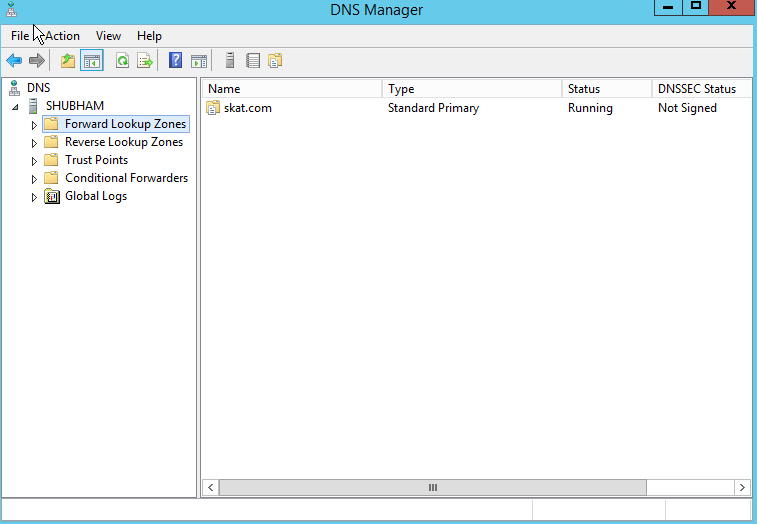 DNS Manager
File Action View Help
DNS
SHUBHAM
Forward Lookup Zones
Reverse Lookup Zones
Trust Points
Conditional Forwarders
Global Logs
Name Type Status DNSSEC Status
skat.com Standard Primary Running Not Signed